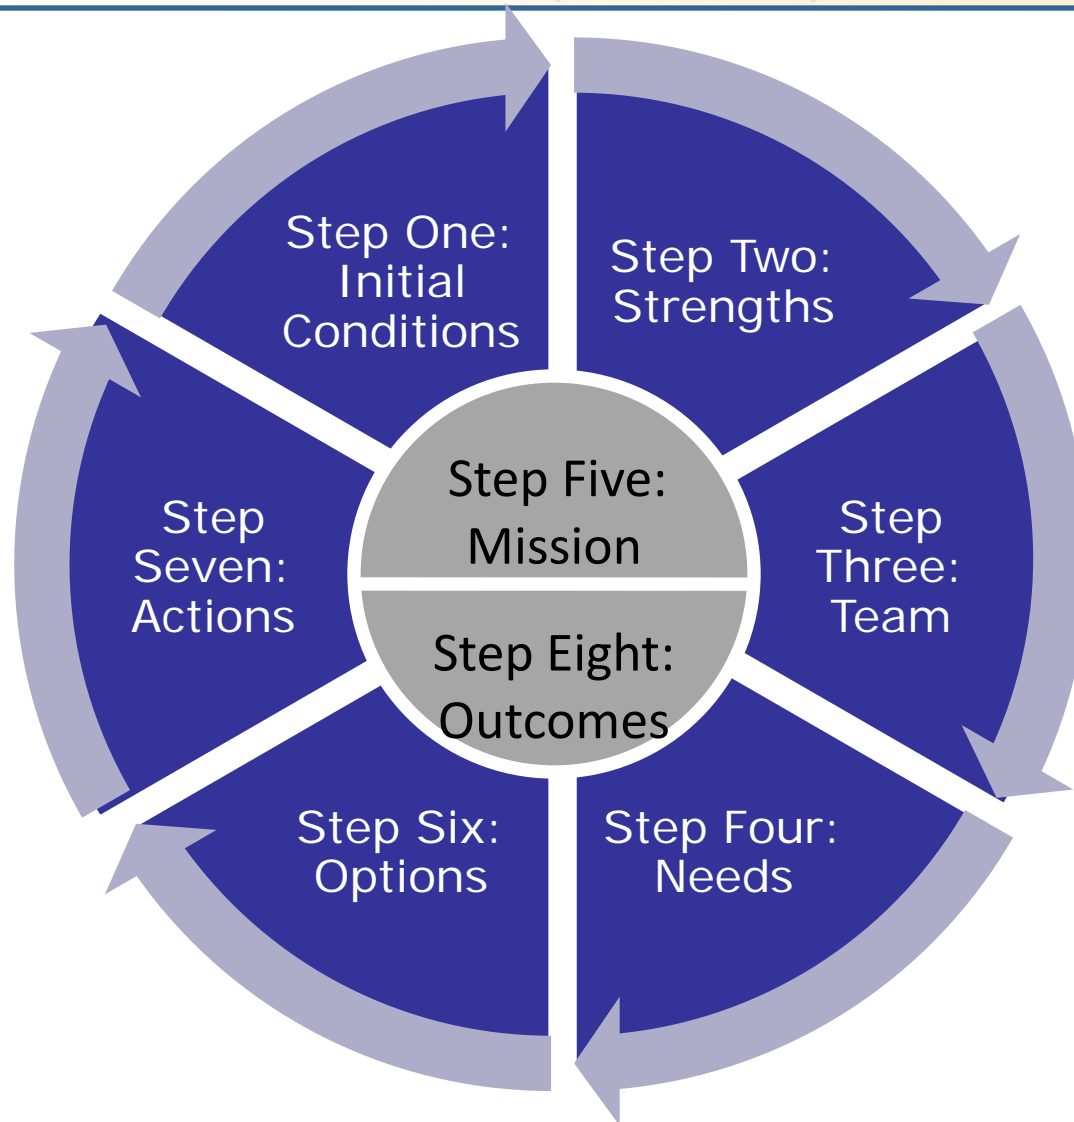 Step One:
Initial
Conditions
Step Two:
Strengths
Step
Three:
Team
Step Four:
Needs
Step Five:
Mission
Step Six:
Options
Step
Seven:
Actions
Step Eight:
Outcomes